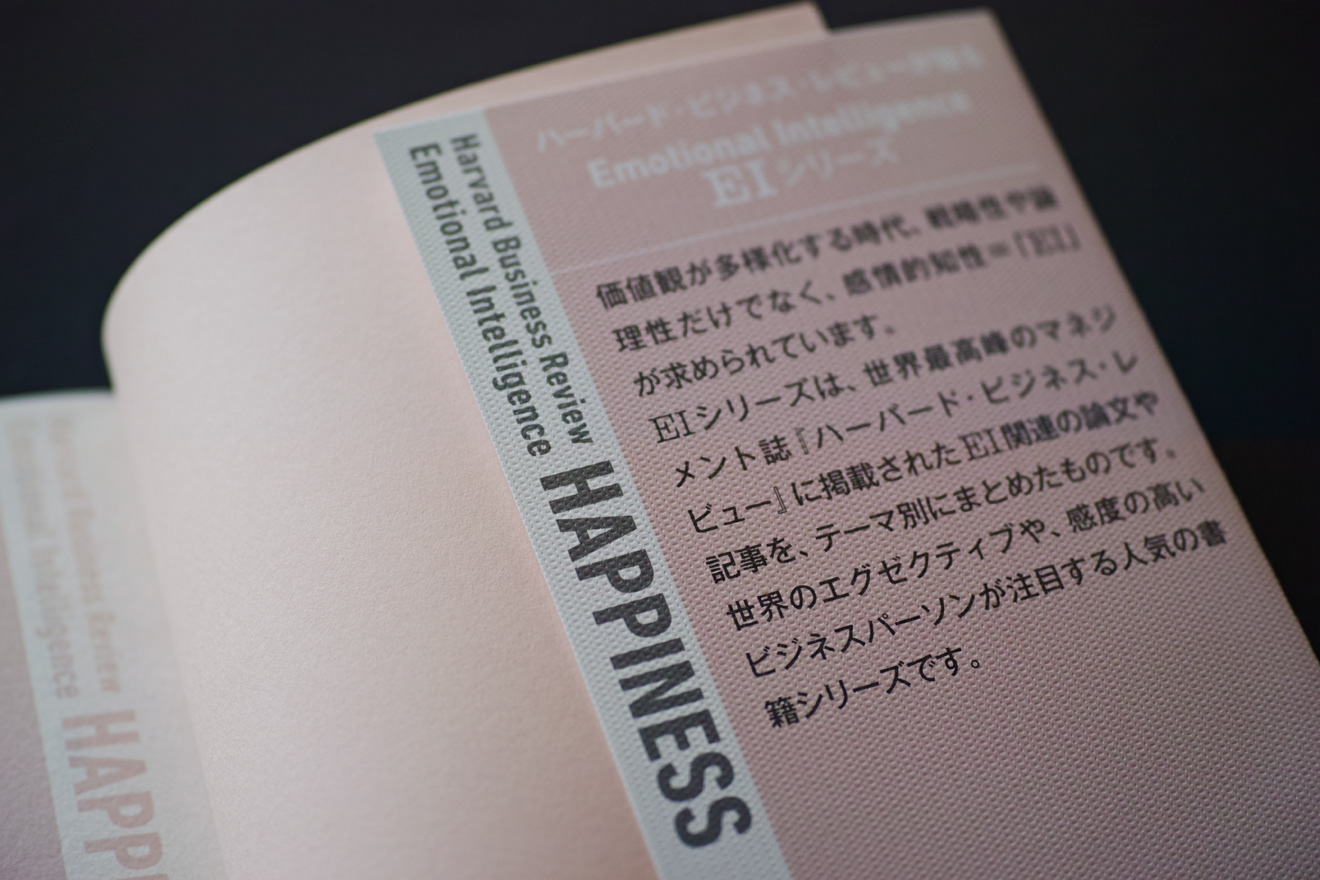 Harvard Business Review
Emotional Intelligence
HAPPINESS
ハーバード・ビジネス・レビューが贈る
Emotional Intelligence
EIシリーズ
価値観が多様化する時代、戦略性や論
理性だけでなく、感情的知性＝「EI」
が求められています。
EIシリーズは、世界最高峰のマネジ
メント誌『ハーバード・ビジネス・レ
ビュー』に掲載されたEI関連の論文や
記事を、テーマ別にまとめたものです。
世界のエグゼクティブや、感度の高い
ビジネスパーソンが注目する人気の書
籍シリーズです。
Harvard Business Review
Emotional Intelligence
HAPP